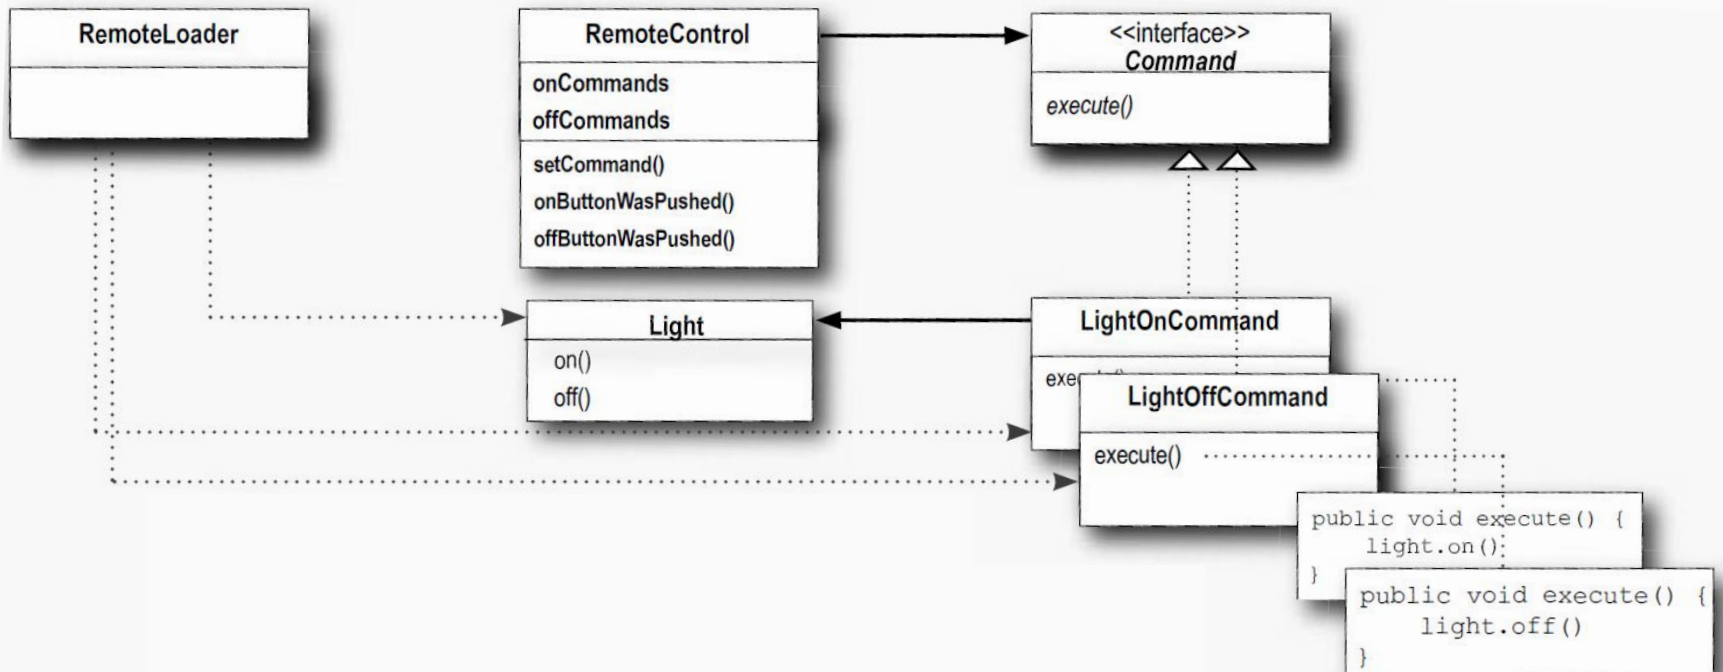 RemoteLoader
RemoteControl
onCommands
offCommands
setCommand()
onButtonWasPushed()
offButtonWasPushed()
<<interface>>
Command
execute()
Light
on()
off()
LightOnCommand
LightOffCommand
execute()
public void execute() {
light.on()
}
public void execute() {
light.off()
}